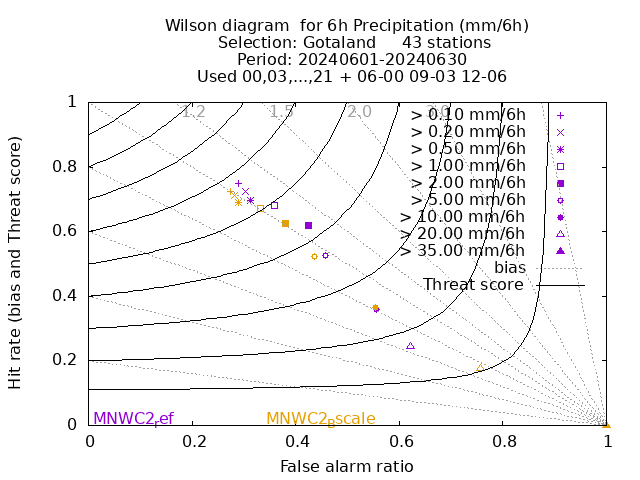 Wilson diagram  for 6h Precipitation (mm/6h)
Selection: Gotaland     43 stations
Period: 20240601-20240630
Used 00,03,...,21 + 06-00 09-03 12-06
1.2 1.5 2.0 3.0
> 0.10 mm/6h
> 0.20 mm/6h
> 0.50 mm/6h
> 1.00 mm/6h
> 2.00 mm/6h
> 5.00 mm/6h
> 10.00 mm/6h
> 20.00 mm/6h
> 35.00 mm/6h
bias
Threat score
1
0.8
0.6
0.4
0.2
0
Hit rate (bias and Threat score)
MNWC2ref MNWC2Bscale
0 0.2 0.4 0.6 0.8 1
False alarm ratio